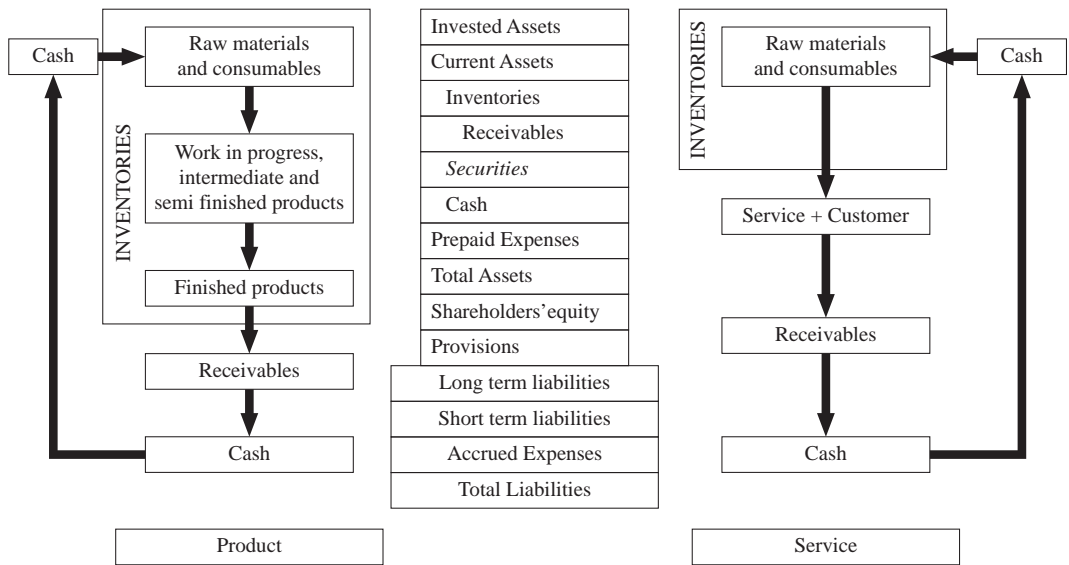 Cash
Raw materials
and consumables
INVENTORIES
Work in progress,
intermediate and
semi finished products
Finished products
Receivables
Cash
Product
Invested Assets
Current Assets
Inventories
Receivables
Securities
Cash
Prepaid Expenses
Total Assets
Shareholders’equity
Provisions
Long term liabilities
Short term liabilities
Accrued Expenses
Total Liabilities
INVENTORIES
Raw materials
and consumables
Cash
Service + Customer
Receivables
Cash
Service